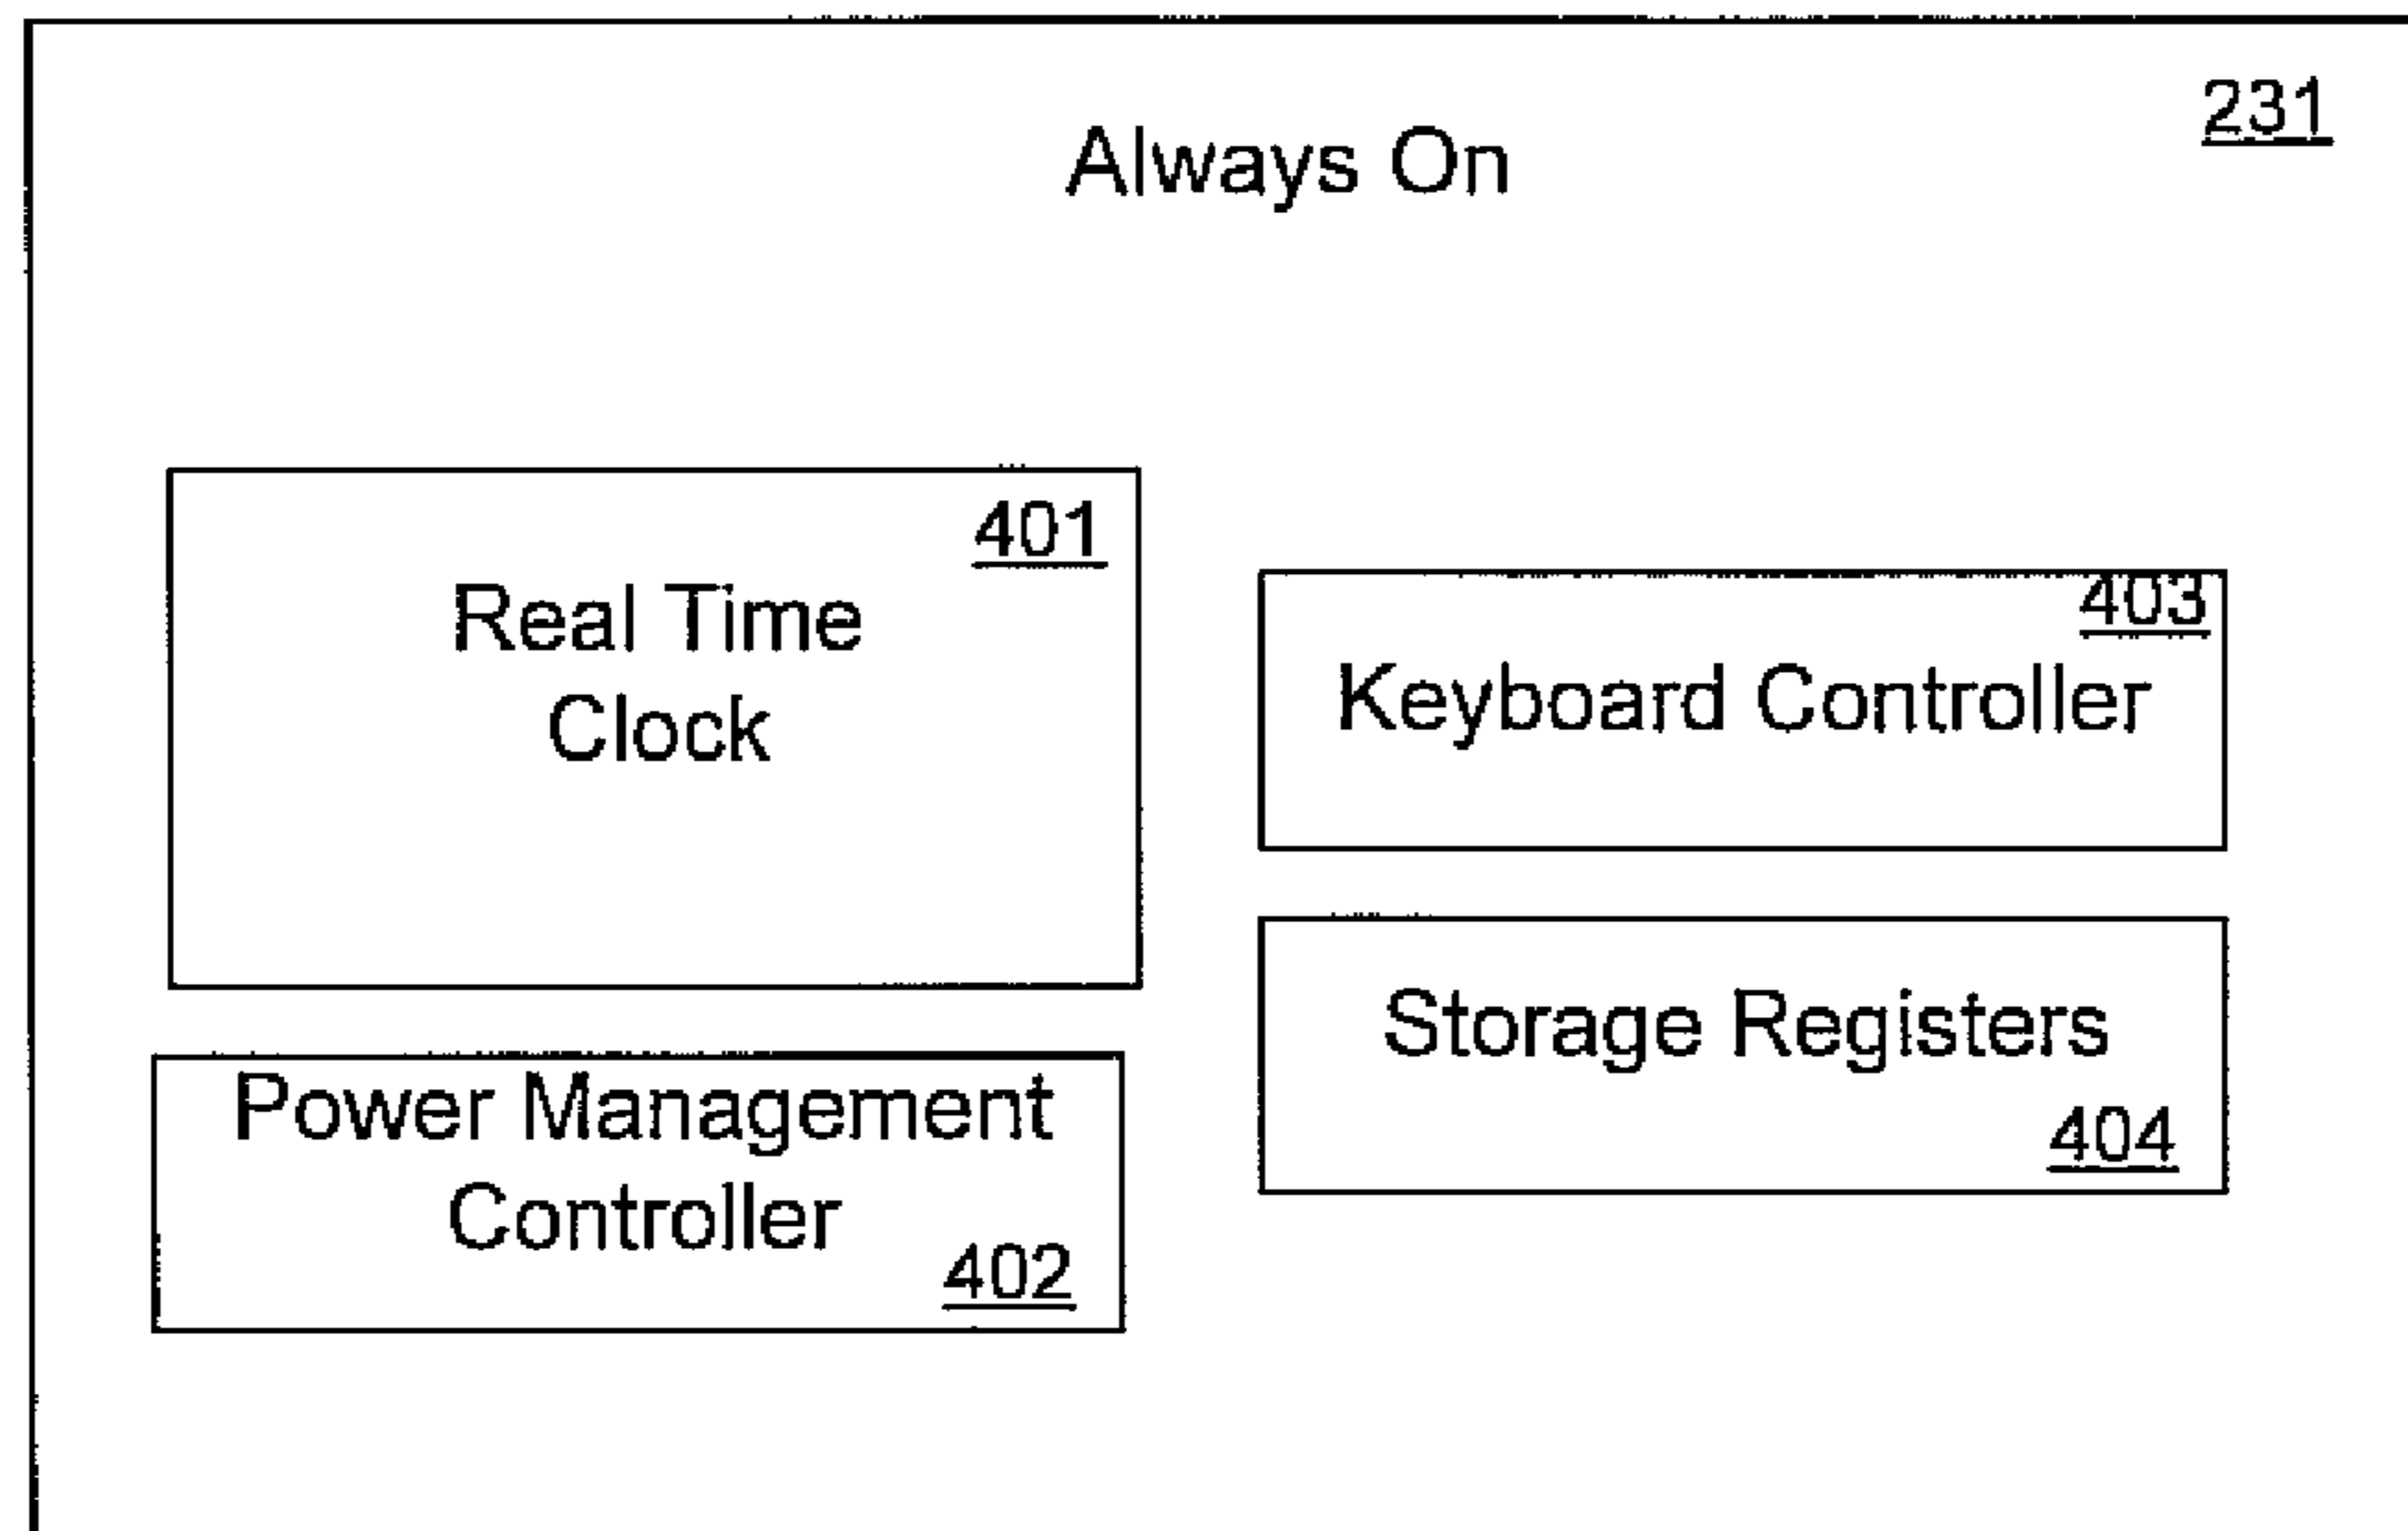 231
Always On
401
Real Time
Clock
Power Management
Controller
402
403
Keyboard Controller
Storage Registers
404